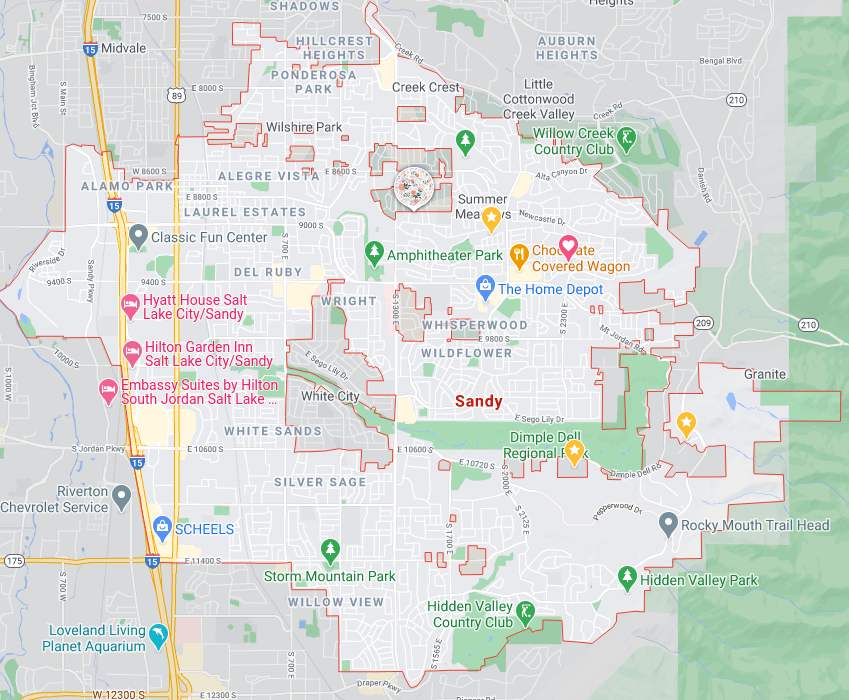 SHADOWS
Heights
7500 S
15
Midvale
HILLCREST
HEIGHTS
Creek Rd
AUBURN
HEIGHTS
Bengal Blvd
PONDEROSA
PARK
Creek Crest
Little
Cottonwood
Creek Valley
Creek Rd
Bingham Jct Blvd
S Main St
E 8000 S
89
210
Wilshire Park
Willow Creek
Country Club
W 8600 S
ALEGRE VISTA
E 8600 S
Alta Canyon Dr
Danish Rd
ALAMO PARK
E 8800 S
15
LAUREL ESTATES
Summer
Meadows
Newcastle Dr
9000 S
Classic Fun Center
S 700 E
Amphitheater Park
Chocolate
Covered Wagon
Riverside Dr
Sandy Pkwy
9400 S
9400 S
DEL RUBY
The Home Depot
Hyatt House Salt
Lake City/Sandy
WRIGHT
S 1300 E
S 2300 E
WHISPERWOOD
E 9800 S
209
210
Mt Jordan Rd
Hilton Garden Inn
Salt Lake City/Sandy
WILDFLOWER
E Sego Lily Dr
10000 S
S 1000 W
Granite
Embassy Suites by Hilton
South Jordan Salt Lake ...
White City
Sandy
E Sego Lily Dr
WHITE SANDS
Dimple Dell
Regional Park
S Jordan Pkwy
E 10600 S
E 10600 S
15
E 10720 S
Dimple Dell Rd
SILVER SAGE
S 2000 E
Riverton
Chevrolet Service
Pepperwood Dr
S 2125 E
SCHEELS
S 1700 E
Rocky Mouth Trail Head
175
15
E 11400 S
Storm Mountain Park
Hidden Valley Park
S 700 W
WILLOW VIEW
Hidden Valley
Country Club
Loveland Living
Planet Aquarium
S 700 E
S 1565 E
Draper Pkwy
W 12300 S
E 12300 S